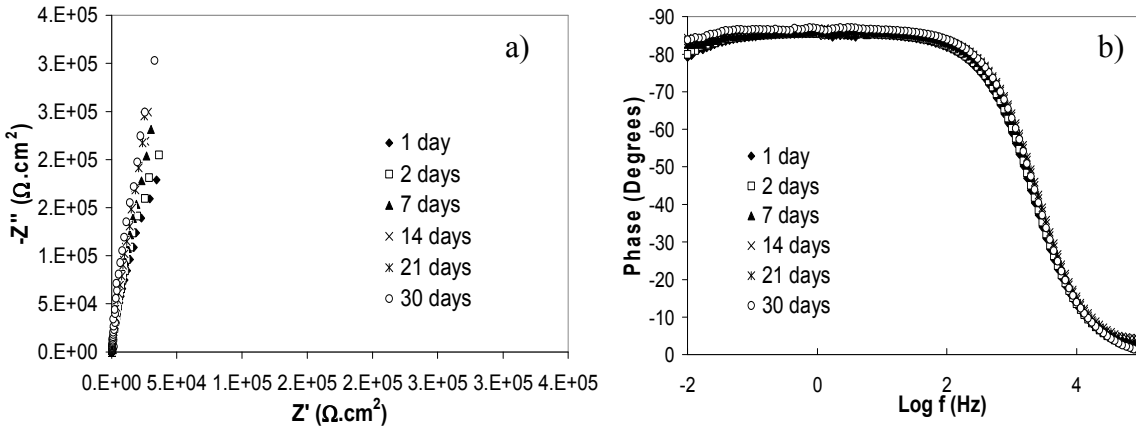 a)
4.E+05
4.E+05
3.E+05
3.E+05
2.E+05
2.E+05
1.E+05
5.E+04
0.E+00
-Z'' (Ω.cm²)
0.E+00 5.E+04 1.E+05 2.E+05 2.E+05 3.E+05 3.E+05 4.E+05
Z' (Ω.cm²)
1 day
2 days
7 days
14 days
21 days
30 days
b)
-90
-80
-70
-60
-50
-40
-30
-20
-10
0
Phase (Degrees)
-2 0 2 4
Log f (Hz)
1 day
2 days
7 days
14 days
21 days
30 days